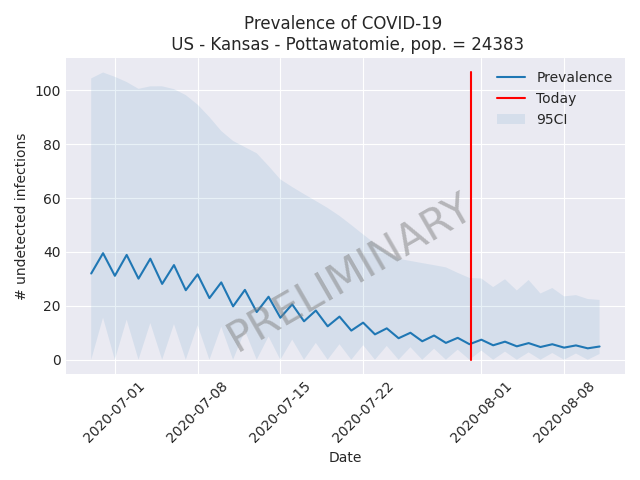 Prevalence of COVID-19
US - Kansas - Pottawatomie, pop. = 24383
Prevalence
Today
95CI
100
80
60
40
20
0
# undetected infections
PRELIMINARY
2020-07-01
2020-07-08
2020-07-15
2020-07-22
2020-08-01
2020-08-08
Date